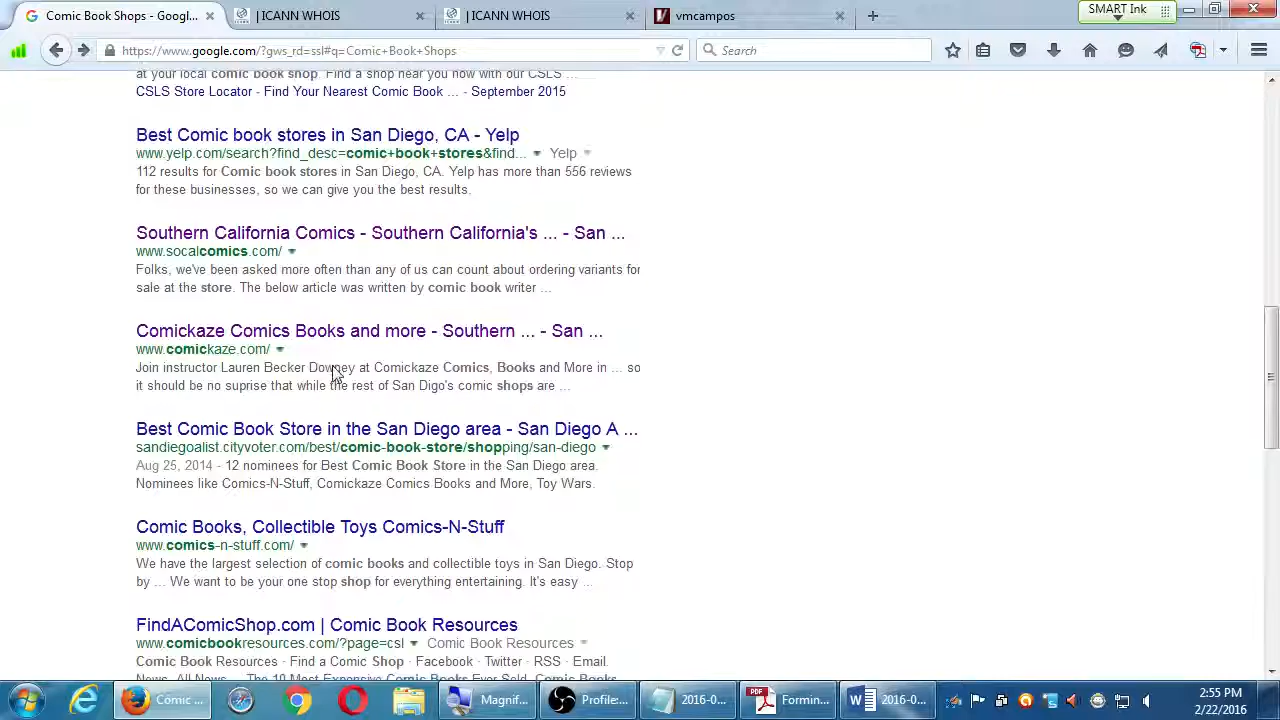 Comic Book Shops - Googl...
| ICANN WHOIS
| ICANN WHOIS
vmcampos
SMART Ink
https://www.google.com/?gws_rd=ssl#q=Comic+Book+Shops
Search
at your local comic book shop. Find a shop near you now with our CSLS ...
CSLS Store Locator - Find Your Nearest Comic Book ... - September 2015
Best Comic book stores in San Diego, CA - Yelp
www.yelp.com/search?find_desc=comic+book+stores&find... Yelp
112 results for Comic book stores in San Diego, CA. Yelp has more than 556 reviews
for these businesses, so we can give you the best results.
Southern California Comics - Southern California's ... - San ...
www.socalcomics.com/
Folks, we've been asked more often than any of us can count about ordering variants for
sale at the store. The below article was written by comic book writer ...
Comickaze Comics Books and more - Southern ... - San ...
www.comickaze.com/
Join instructor Lauren Becker Downey at Comickaze Comics, Books and More in ... so
it should be no suprise that while the rest of San Digo's comic shops are ...
Best Comic Book Store in the San Diego area - San Diego A ...
sandiegoalist.cityvoter.com/best/comic-book-store/shopping/san-diego
Aug 25, 2014 - 12 nominees for Best Comic Book Store in the San Diego area.
Nominees like Comics-N-Stuff, Comickaze Comics Books and More, Toy Wars.
Comic Books, Collectible Toys Comics-N-Stuff
www.comics-n-stuff.com/
We have the largest selection of comic books and collectible toys in San Diego. Stop
by ... We want to be your one stop shop for everything entertaining. It's easy ...
FindAComicShop.com | Comic Book Resources
www.comicbookresources.com/?page=csl Comic Book Resources
Comic Book Resources · Find a Comic Shop · Facebook · Twitter · RSS · Email.
News. All News ... The 10 Most Expensive Comic Books Ever Sold. Comic Books
Comic ...
Magnif...
Profile:...
2016-0...
Formin...
2016-0...
2:55 PM
2/22/2016